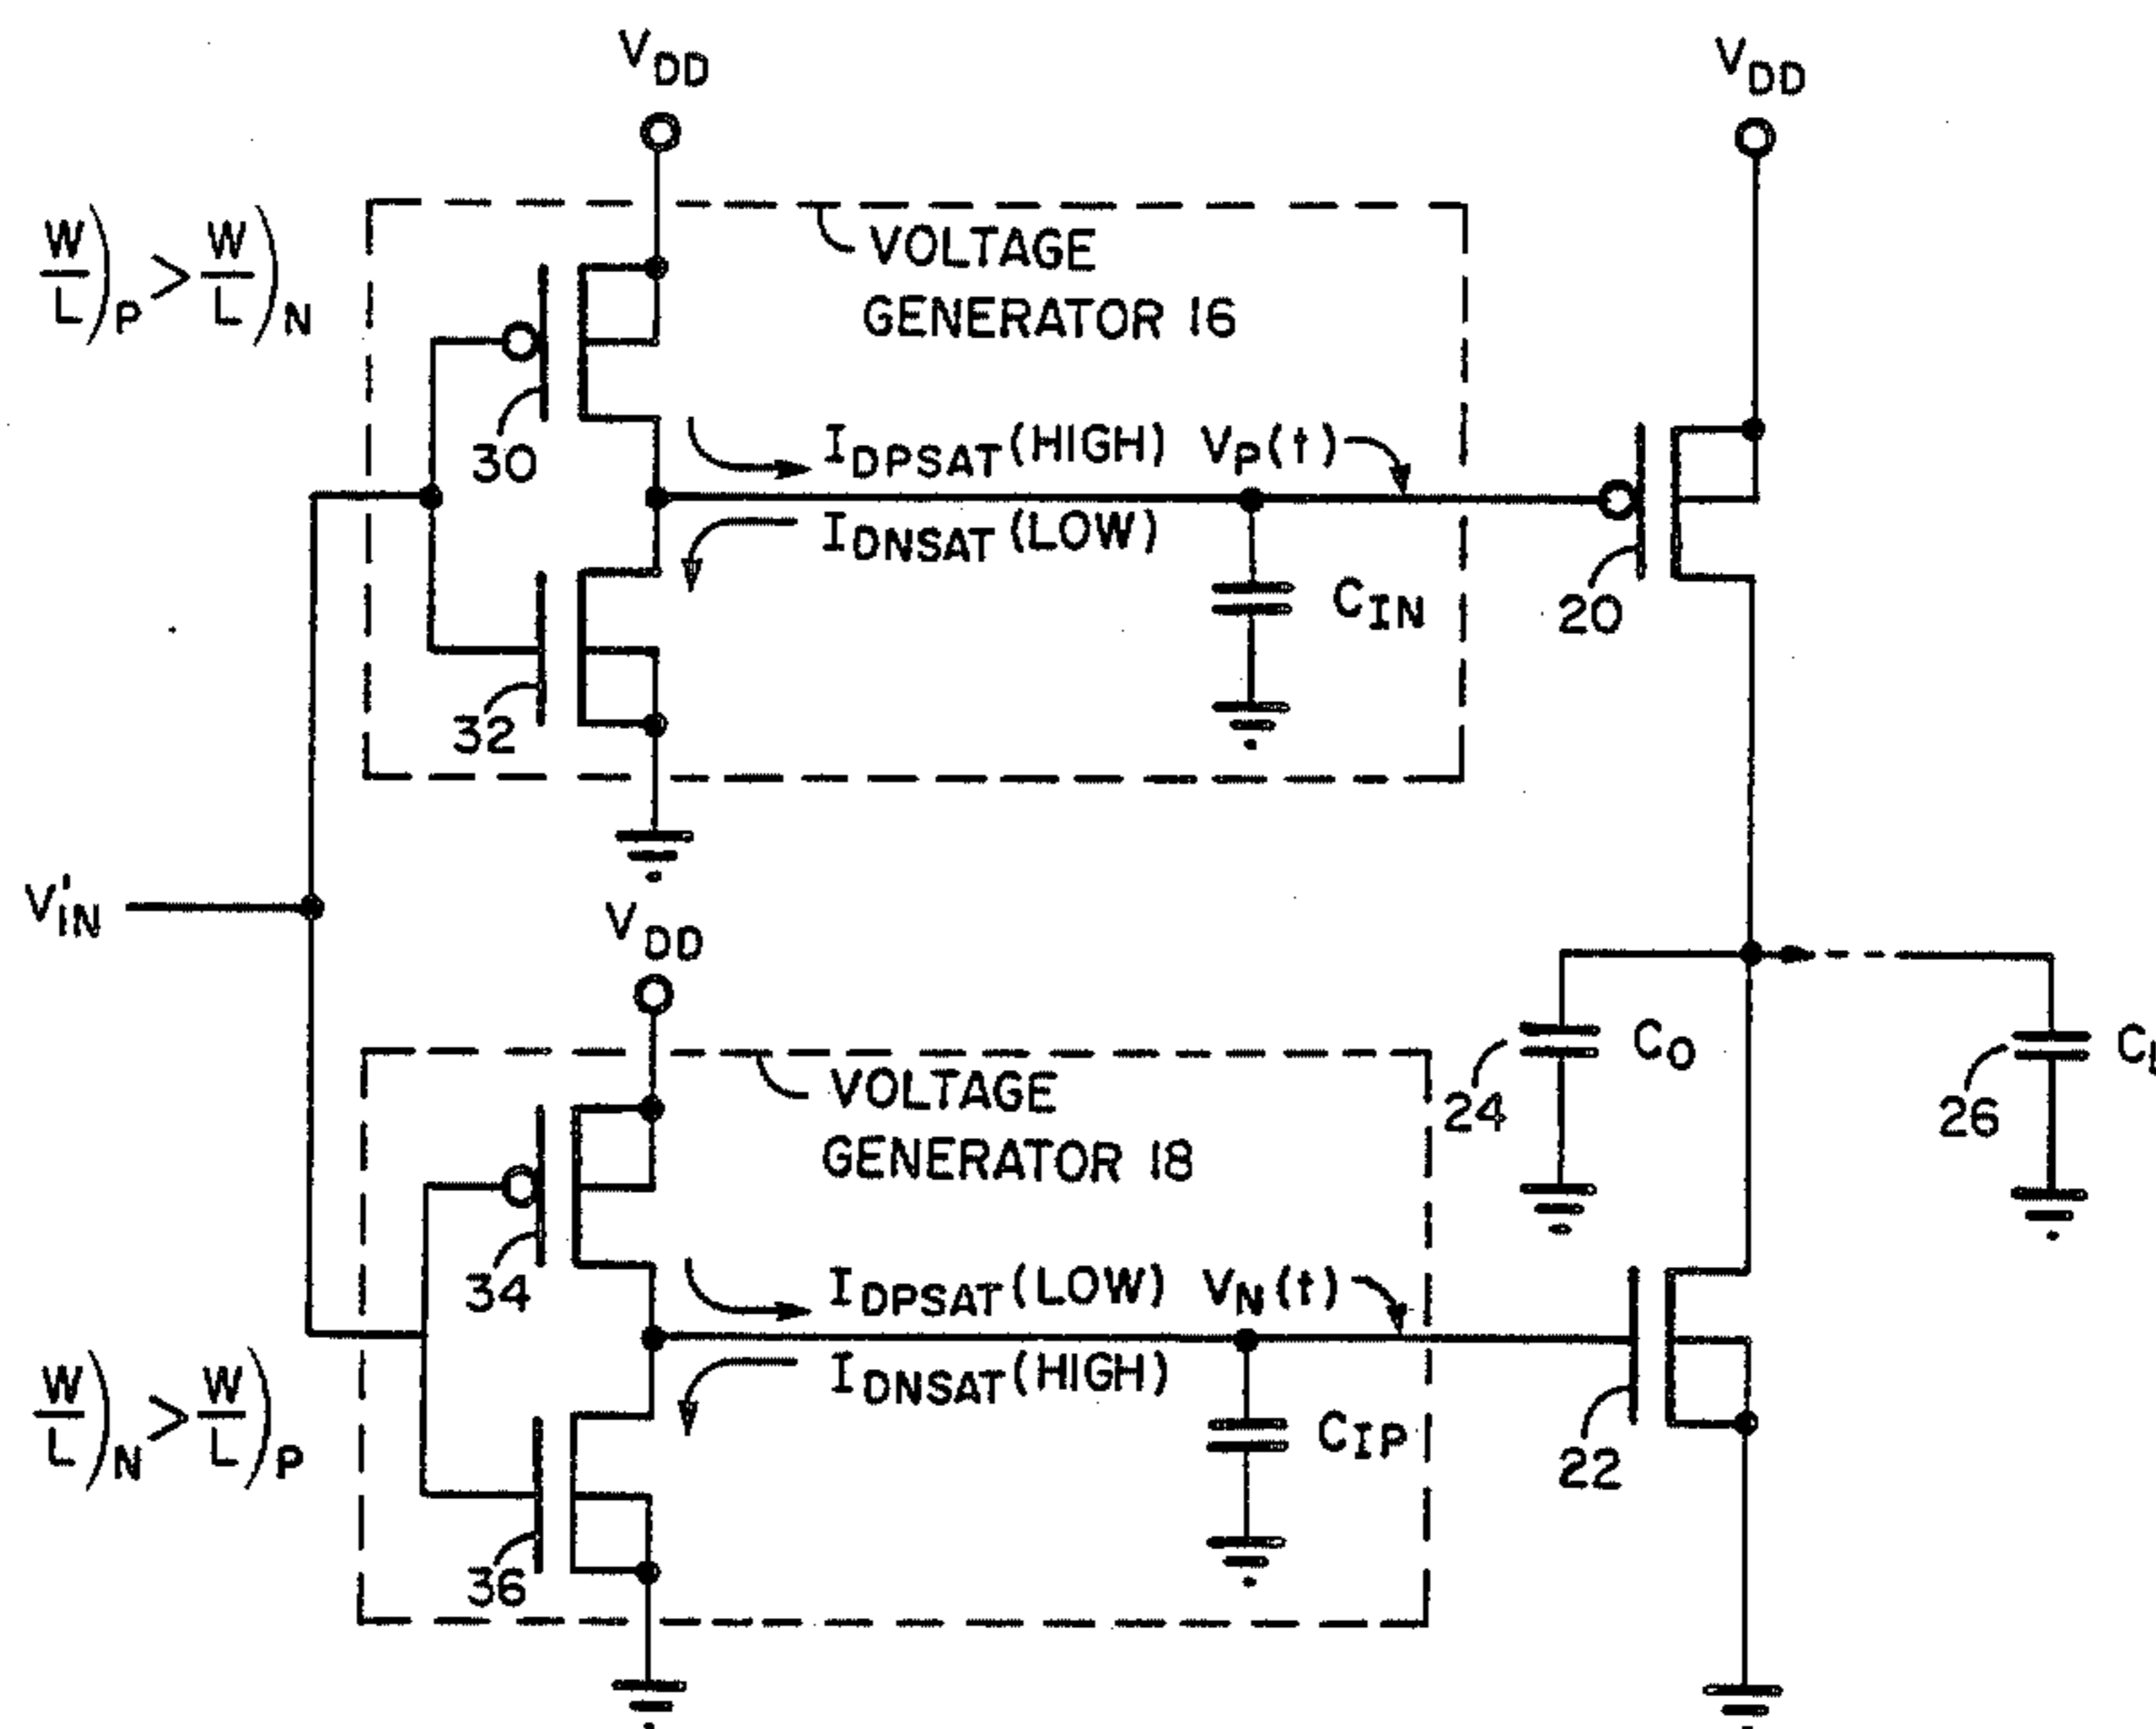 VDD
VDD
W/L)P > W/L)N
VOLTAGE
GENERATOR 16
30
IDPSAT (HIGH) VP(t)
IDNSAT (LOW)
CIN
20
32
V'IN
VDD
VOLTAGE
GENERATOR 18
CO
24
26
34
IDPSAT (LOW) VN(t)
IDNSAT (HIGH)
W/L)N > W/L)P
CIP
22
36